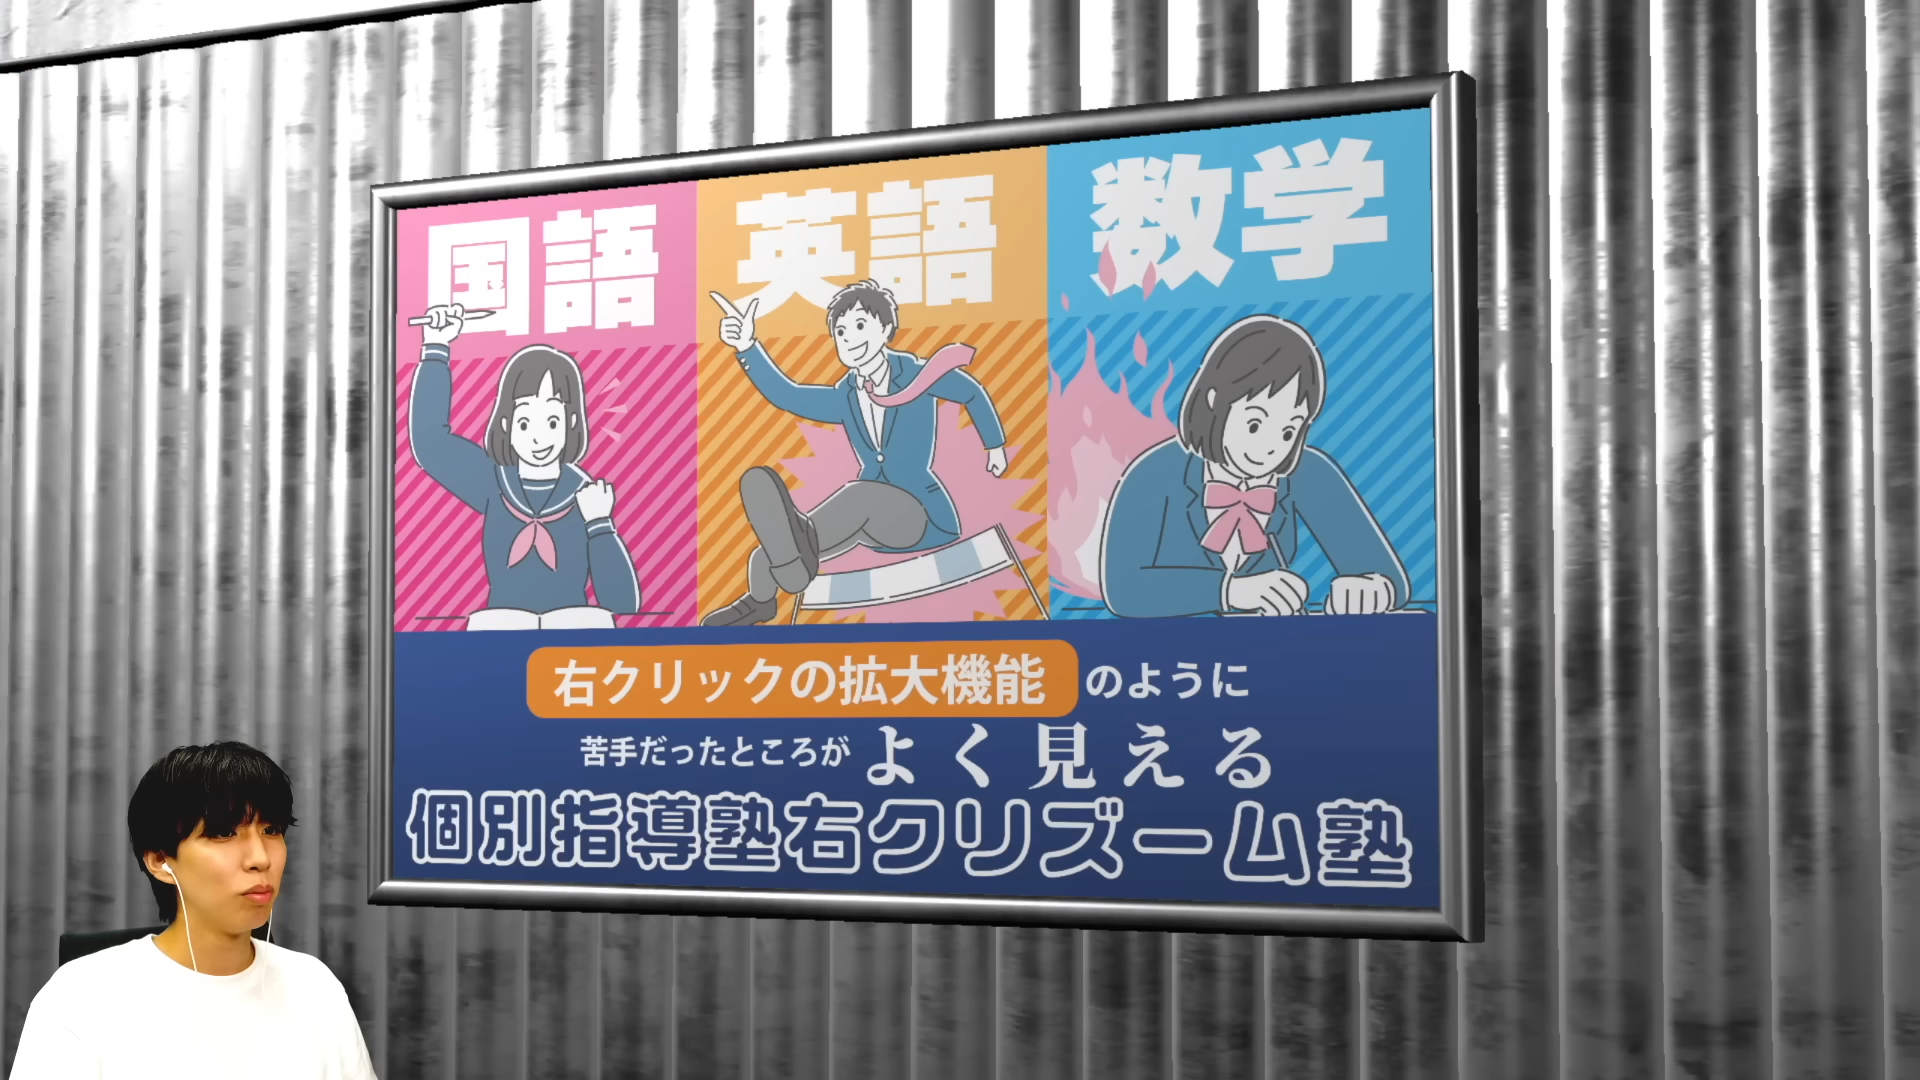 国語 英語 数学
右クリックの拡大機能のように
苦手だったところがよく見える
個別指導塾右クリズーム塾